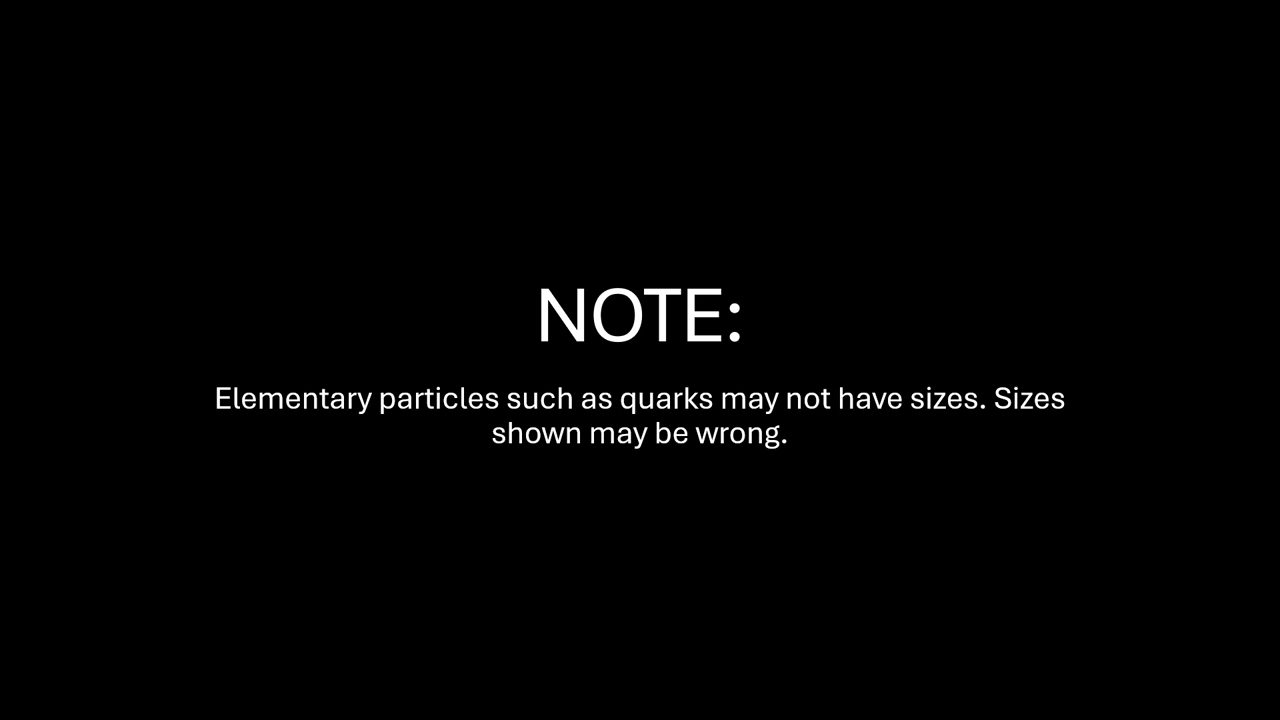 NOTE:
Elementary particles such as quarks may not have sizes. Sizes
shown may be wrong.